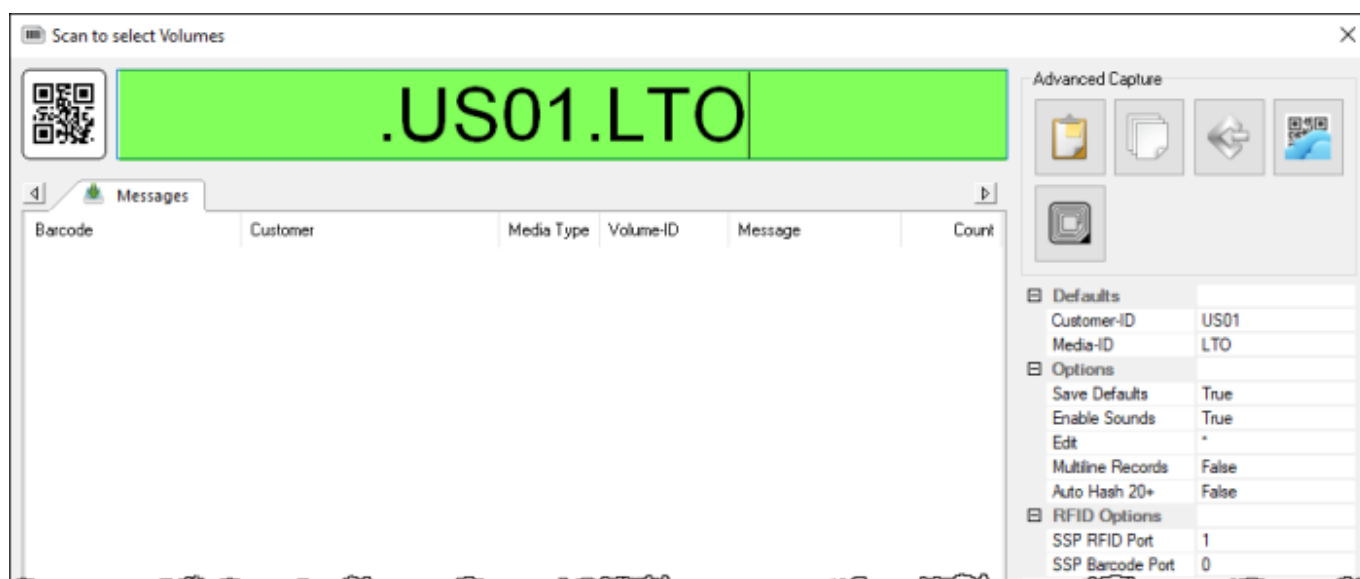 Scan to select Volumes
.US01.LTO
Advanced Capture
Messages
Barcode Customer Media Type Volume-ID Message Count
Defaults
Customer-ID US01
Media-ID LTO
Options
Save Defaults True
Enable Sounds True
Edit *
Multiline Records False
Auto Hash 20+ False
RFID Options
SSP RFID Port 1
SSP Barcode Port 0